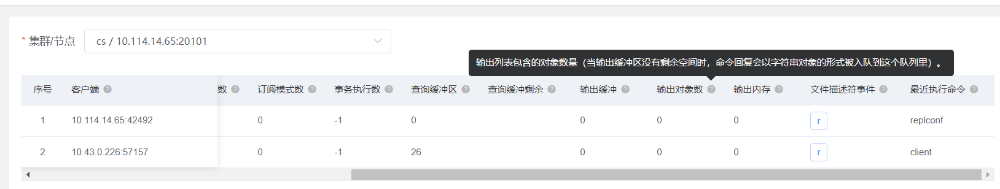 * 集群/节点 cs / 10.114.14.65:20101
输出列表包含的对象数量（当输出缓冲区没有剩余空间时，命令回复会以字符串对象的形式被入队到这个队列里）。
序号 客户端 ? 数 ? 订阅模式数 ? 事务执行数 ? 查询缓冲区 ? 查询缓冲剩余 ? 输出缓冲 ? 输出对象数 ? 输出内存 ? 文件描述符事件 ? 最近执行命令 ?
1 10.114.14.65:42492 0 -1 0 0 0 0 r replconf
2 10.43.0.226:57157 0 -1 26 0 0 0 r client